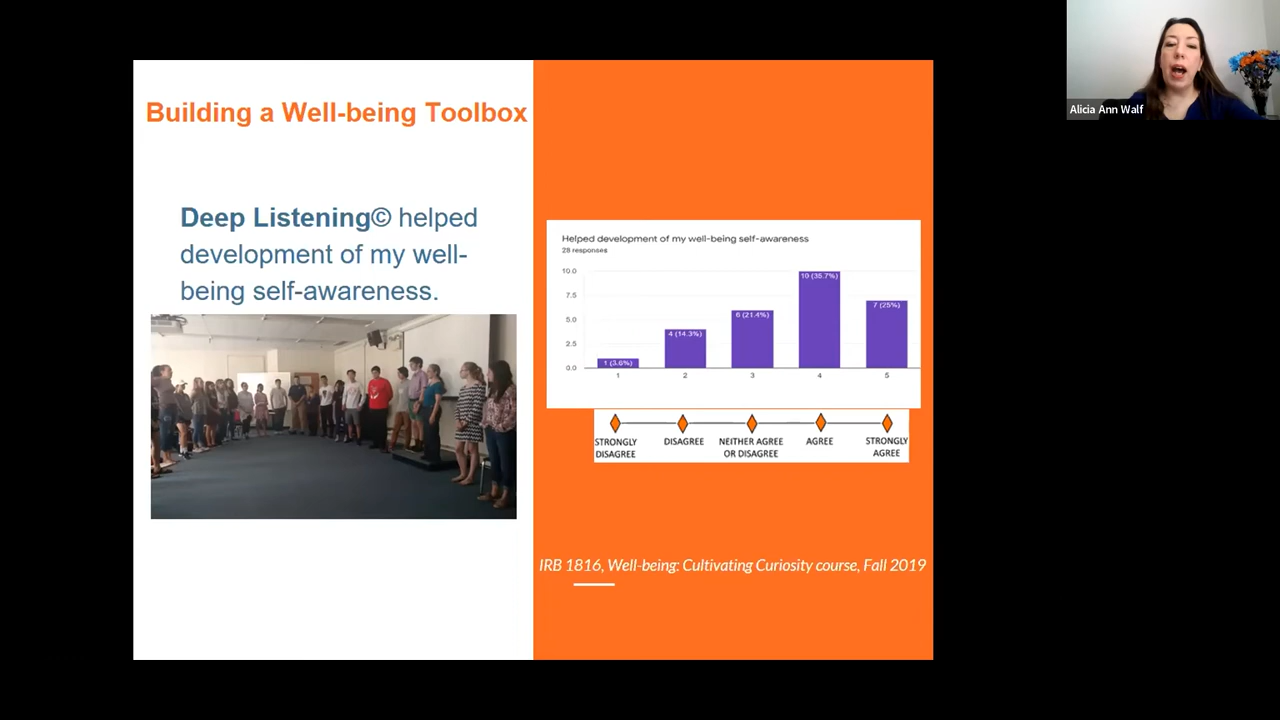 Building a Well-being Toolbox
Deep Listening© helped
development of my well-
being self-awareness.
Helped development of my well-being self-awareness
28 responses
10.0
7.5
5.0
2.5
0.0
1 (3.6%)
4 (14.3%)
6 (21.4%)
10 (35.7%)
7 (25%)
1 2 3 4 5
STRONGLY DISAGREE
DISAGREE
NEITHER AGREE OR DISAGREE
AGREE
STRONGLY AGREE
IRB 1816, Well-being: Cultivating Curiosity course, Fall 2019
Alicia Ann Walf